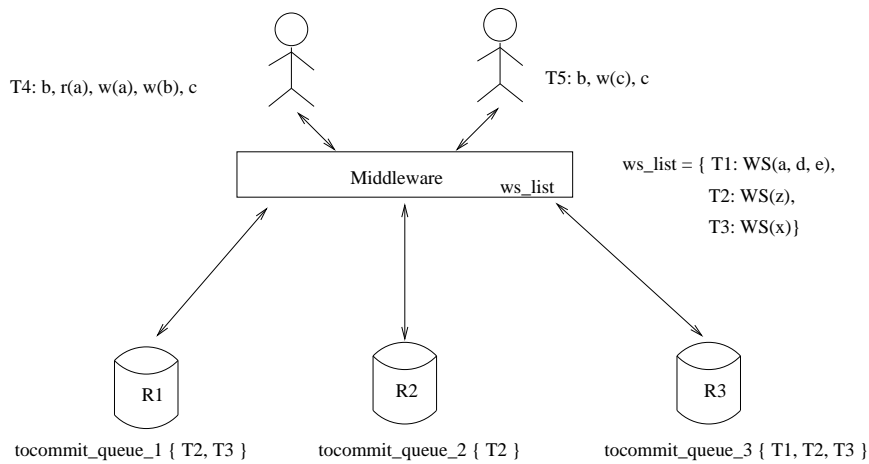 T4: b, r(a), w(a), w(b), c
T5: b, w(c), c
Middleware
ws_list
ws_list = { T1: WS(a, d, e),
T2: WS(z),
T3: WS(x)}
R1
R2
R3
tocommit_queue_1 { T2, T3 }
tocommit_queue_2 { T2 }
tocommit_queue_3 { T1, T2, T3 }